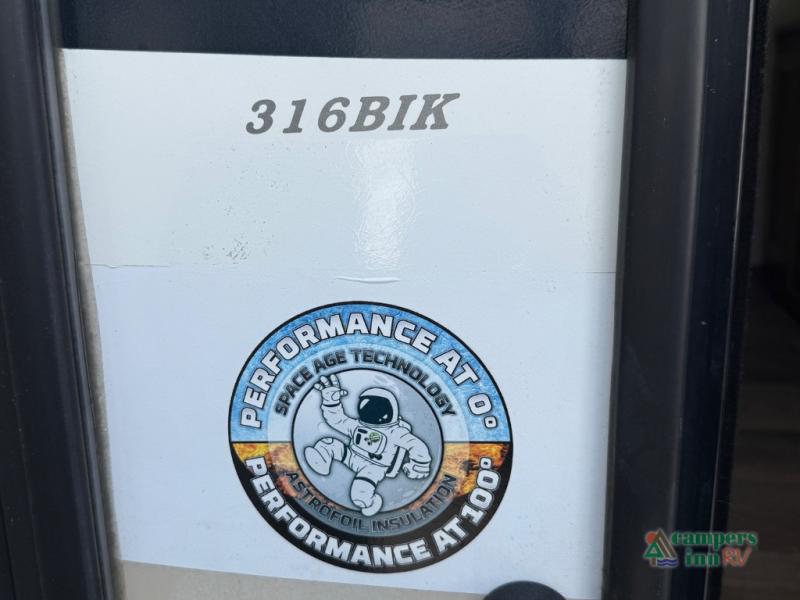 316BIK
PERFORMANCE AT 0°
SPACE AGE TECHNOLOGY
ASTROFOIL INSULATION
PERFORMANCE AT 100°
campers
inn RV